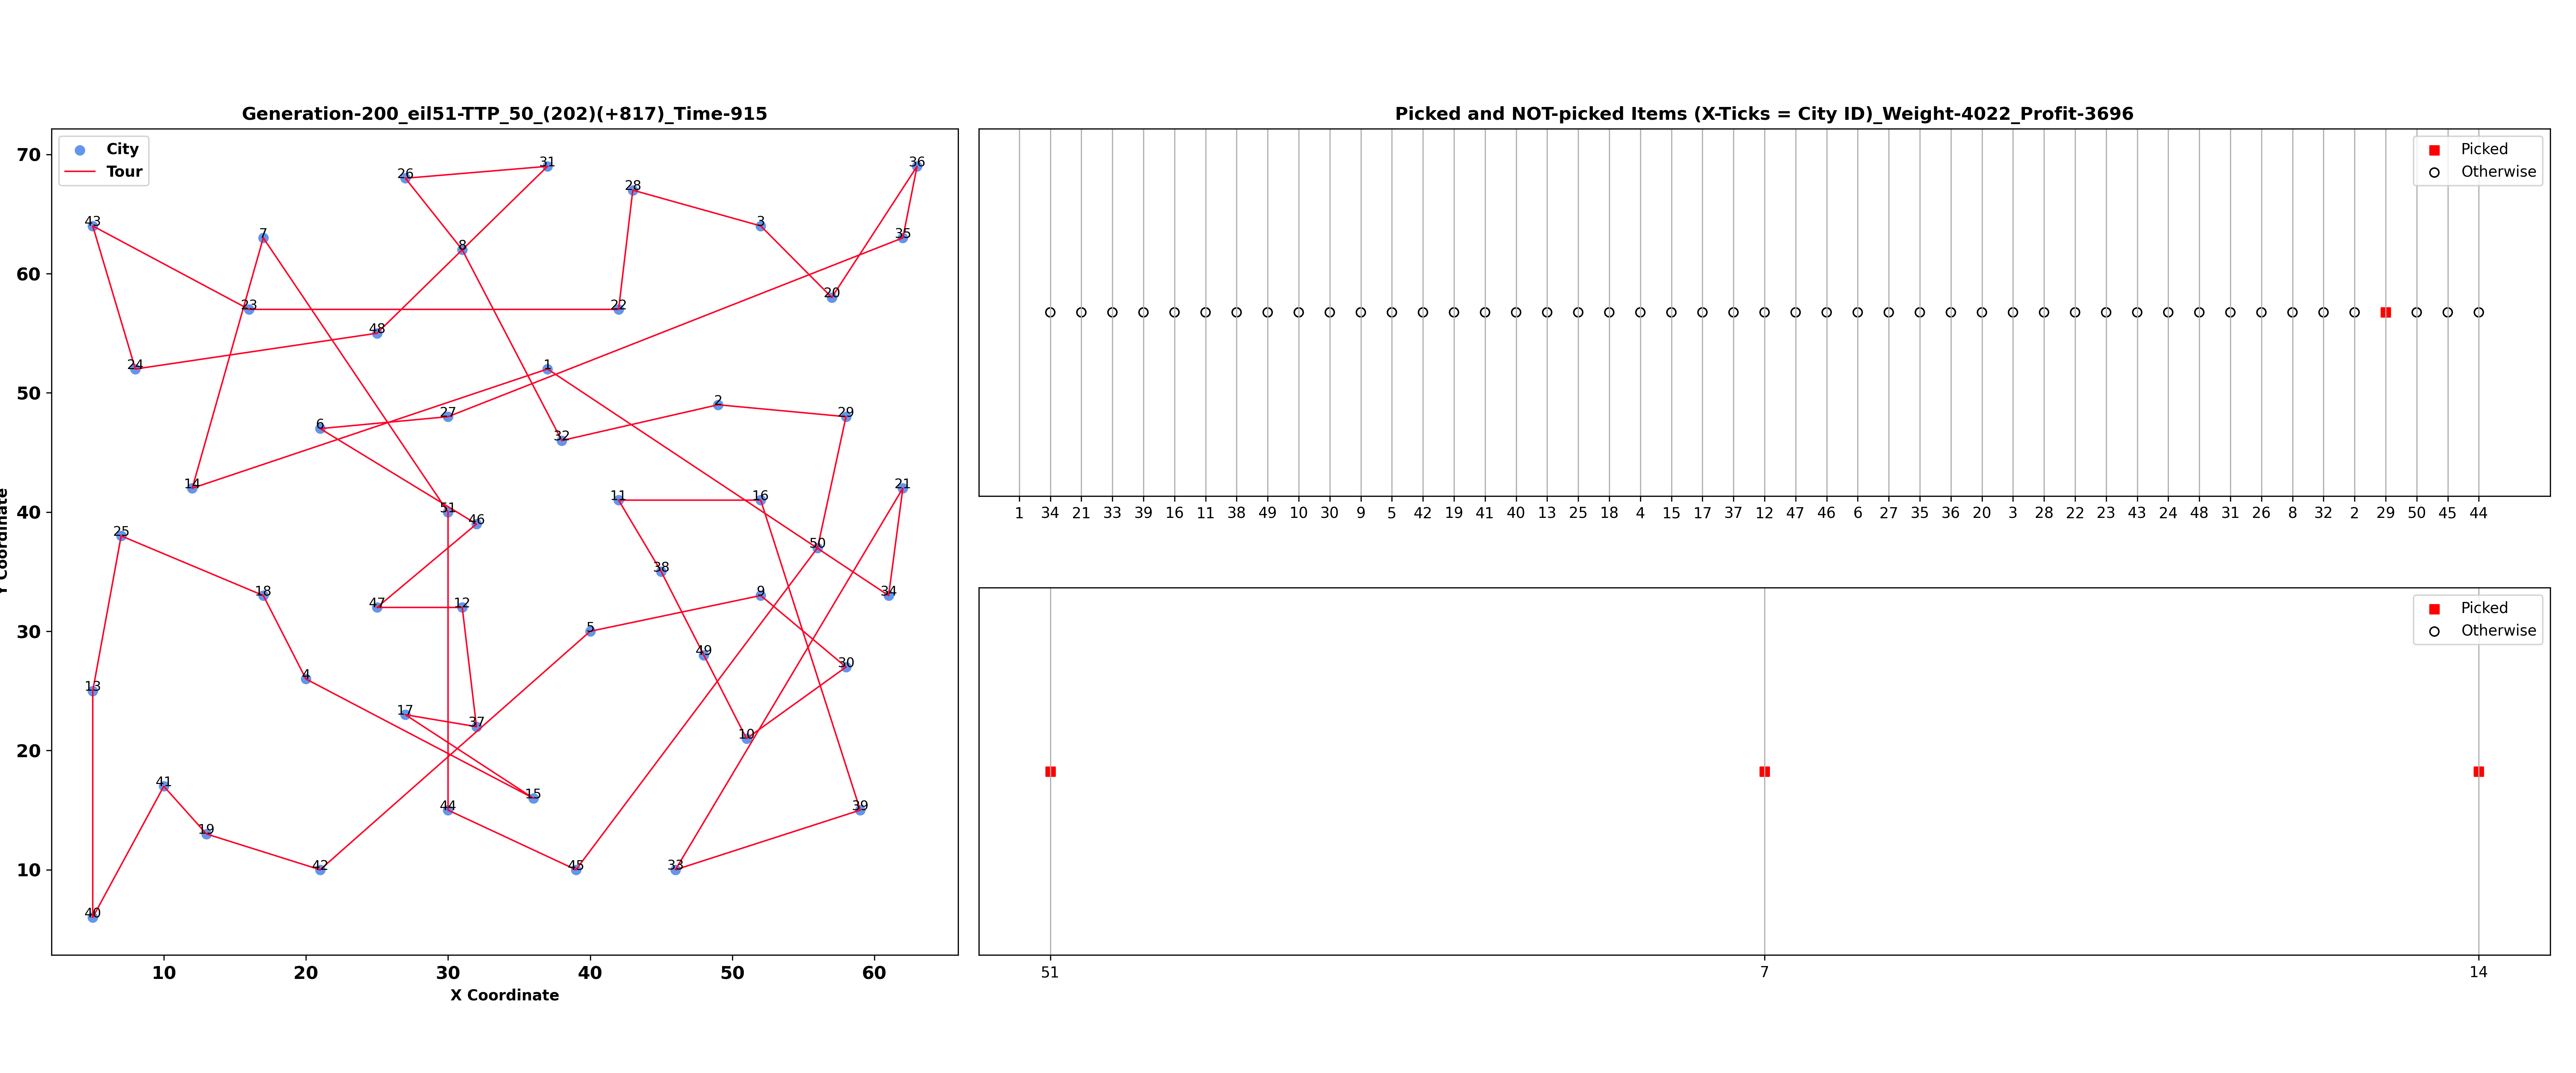 Generation-200_eil51-TTP_50_(202)(+817)_Time-915
City
Tour
70
60
50
40
30
20
10
10 20 30 40 50 60
X Coordinate
Y Coordinate
26 31 36
28
43 3
7 35
8
20
23 22
48
24 1
2
6 27 29
32
14 21
11 16
51 46
25 50
38
18 9 34
47 12
5
49 30
4
13
17 37
10
41 15
44 39
19
42 45 33
40
Picked and NOT-picked Items (X-Ticks = City ID)_Weight-4022_Profit-3696
Picked
Otherwise
1 34 21 33 39 16 11 38 49 10 30 9 5 42 19 41 40 13 25 18 4 15 17 37 12 47 46 6 27 35 36 20 3 28 22 23 43 24 48 31 26 8 32 2 29 50 45 44
Picked
Otherwise
51 7 14